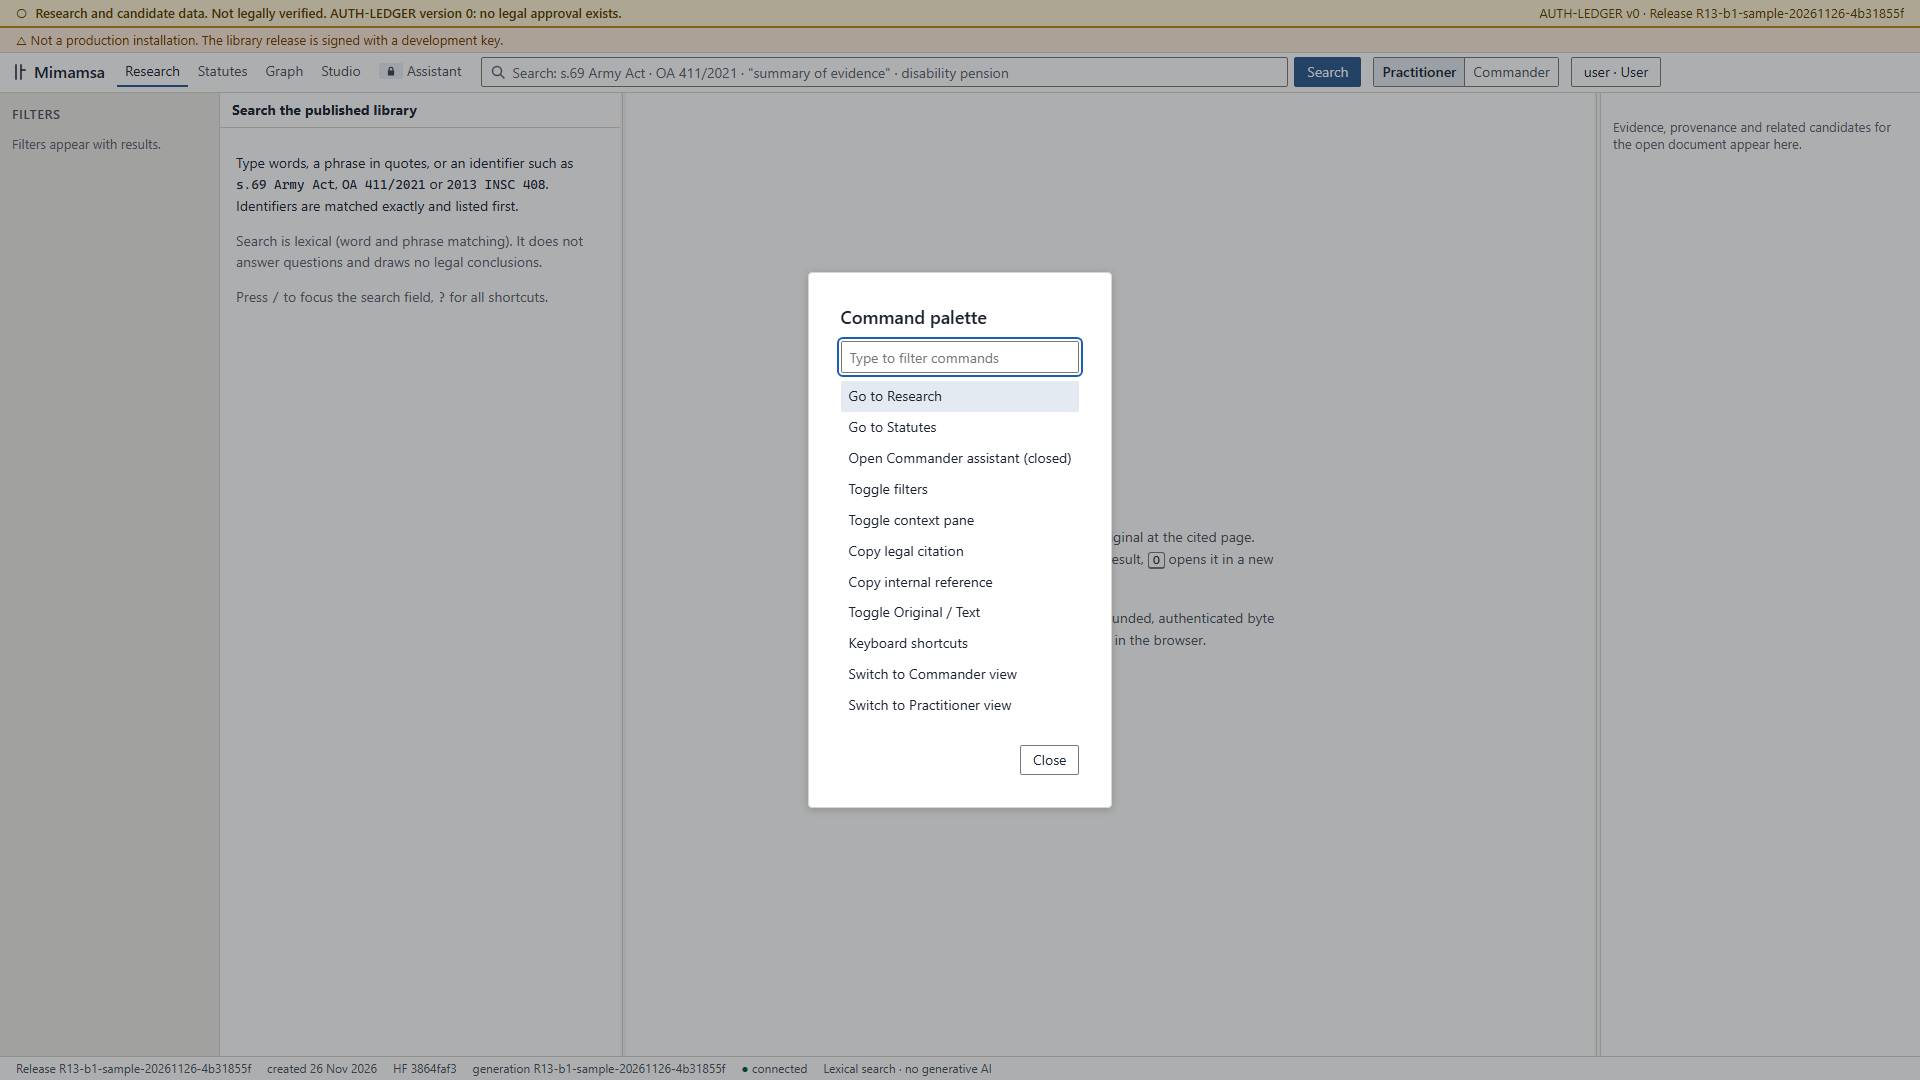 Research and candidate data. Not legally verified. AUTH-LEDGER version 0: no legal approval exists.
AUTH-LEDGER v0 · Release R13-b1-sample-20261126-4b31855f
Not a production installation. The library release is signed with a development key.
Mimamsa
Research
Statutes
Graph
Studio
Assistant
Search: s.69 Army Act · OA 411/2021 · "summary of evidence" · disability pension
Search
Practitioner
Commander
user · User
FILTERS
Filters appear with results.
Search the published library
Type words, a phrase in quotes, or an identifier such as
s.69 Army Act, OA 411/2021 or 2013 INSC 408.
Identifiers are matched exactly and listed first.
Search is lexical (word and phrase matching). It does not
answer questions and draws no legal conclusions.
Press / to focus the search field, ? for all shortcuts.
Command palette
Type to filter commands
Go to Research
Go to Statutes
Open Commander assistant (closed)
Toggle filters
Toggle context pane
Copy legal citation
Copy internal reference
Toggle Original / Text
Keyboard shortcuts
Switch to Commander view
Switch to Practitioner view
Close
ginal at the cited page.
esult, O opens it in a new
unded, authenticated byte
in the browser.
Evidence, provenance and related candidates for
the open document appear here.
Release R13-b1-sample-20261126-4b31855f
created 26 Nov 2026
HF 3864faf3
generation R13-b1-sample-20261126-4b31855f
connected
Lexical search · no generative AI